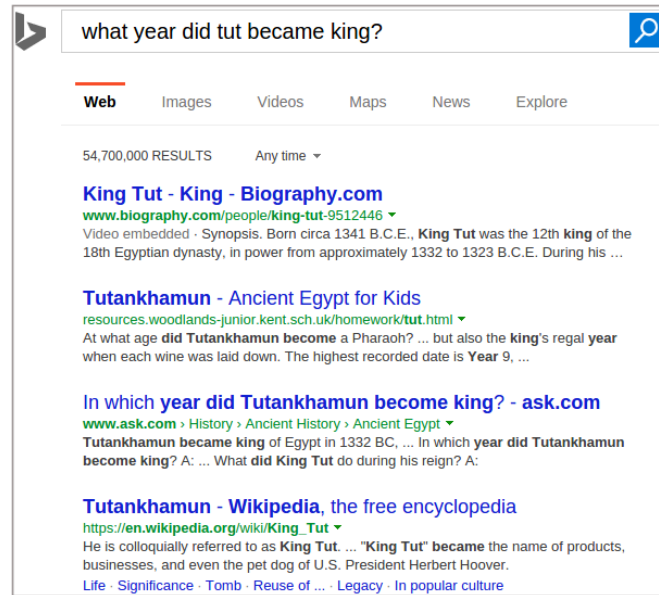 what year did tut became king?
Web Images Videos Maps News Explore
54,700,000 RESULTS Any time
King Tut - King - Biography.com
www.biography.com/people/king-tut-9512446
Video embedded · Synopsis. Born circa 1341 B.C.E., King Tut was the 12th king of the
18th Egyptian dynasty, in power from approximately 1332 to 1323 B.C.E. During his ...
Tutankhamun - Ancient Egypt for Kids
resources.woodlands-junior.kent.sch.uk/homework/tut.html
At what age did Tutankhamun become a Pharaoh? ... but also the king's regal year
when each wine was laid down. The highest recorded date is Year 9, ...
In which year did Tutankhamun become king? - ask.com
www.ask.com › History › Ancient History › Ancient Egypt
Tutankhamun became king of Egypt in 1332 BC, ... In which year did Tutankhamun
become king? A: ... What did King Tut do during his reign? A:
Tutankhamun - Wikipedia, the free encyclopedia
https://en.wikipedia.org/wiki/King_Tut
He is colloquially referred to as King Tut. ... "King Tut" became the name of products,
businesses, and even the pet dog of U.S. President Herbert Hoover.
Life · Significance · Tomb · Reuse of ... · Legacy · In popular culture